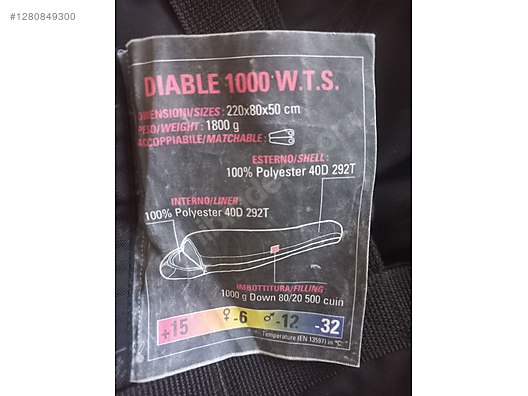 #1280849300
DIABLE 1000 W.T.S.
DIMENSIONI/SIZES: 220x80x50 cm
PESO/WEIGHT: 1800 g
ACCOPPIABILE/MATCHABLE:
ESTERNO/SHELL:
100% Polyester 40D 292T
INTERNO/LINER:
100% Polyester 40D 292T
IMBOTTITURA/FILLING:
1000 g Down 80/20 500 cuin
+15 ♀-6 ♂-12 -32
Temperature (EN 13597) in °C